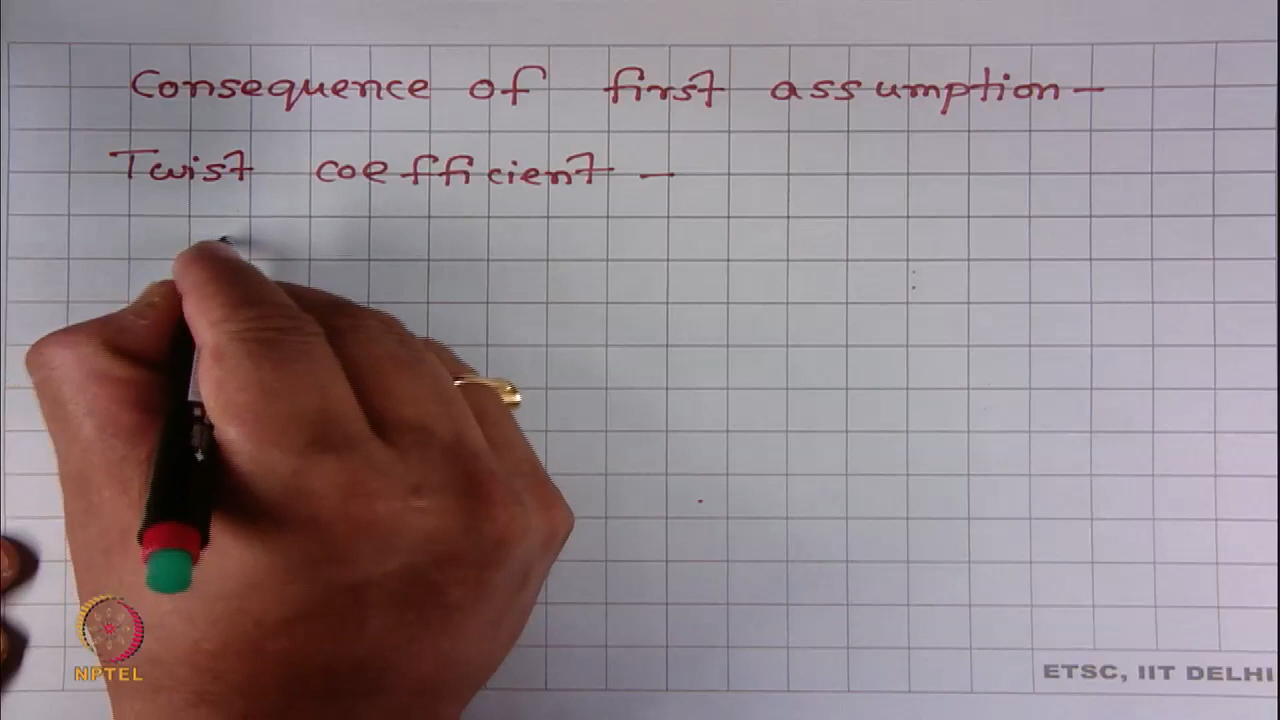 Consequence of first assumption -
Twist coefficient -
NPTEL
ETSC, IIT DELHI